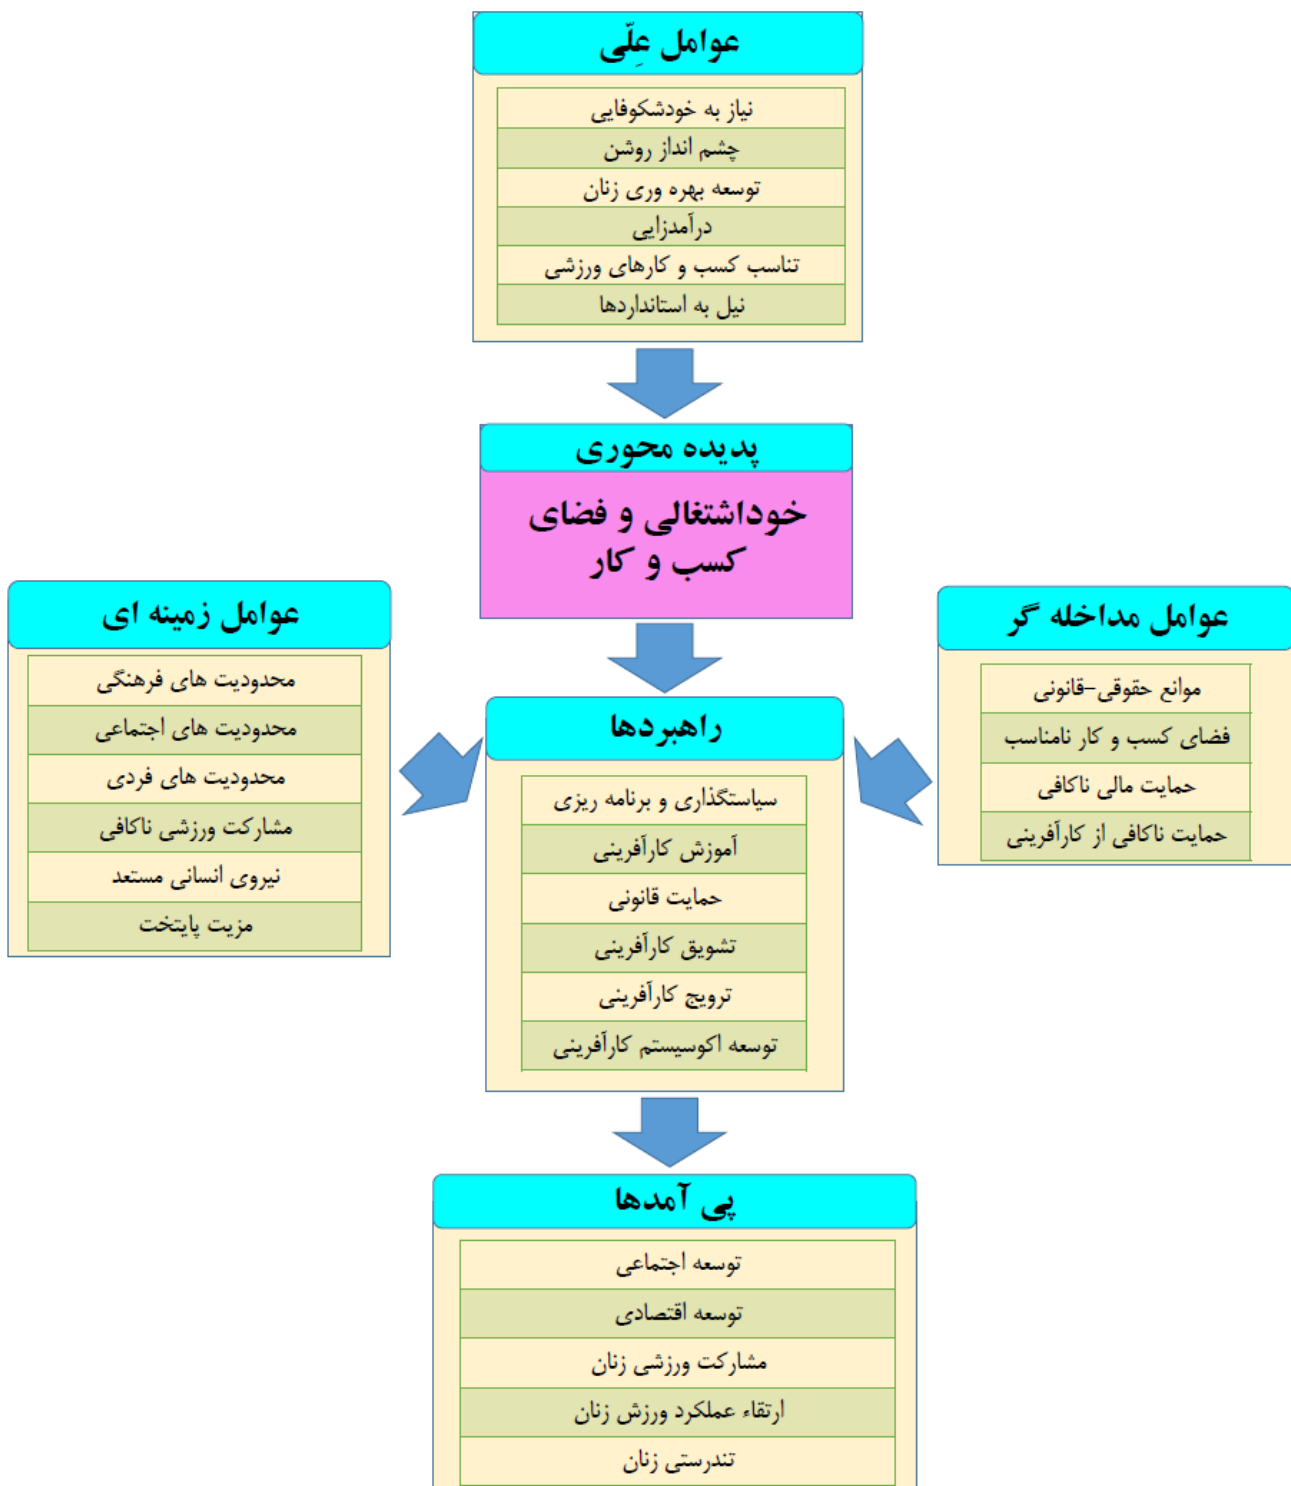 عوامل عِلّی
نیاز به خودشکوفایی
چشم انداز روشن
توسعه بهره وری زنان
درآمدزایی
تناسب کسب و کارهای ورزشی
نیل به استانداردها
پدیده محوری
خوداشتغالی و فضای
کسب و کار
عوامل مداخله گر
موانع حقوقی-قانونی
فضای کسب و کار نامناسب
حمایت مالی ناکافی
حمایت ناکافی از کارآفرینی
عوامل زمینه ای
محدودیت های فرهنگی
محدودیت های اجتماعی
محدودیت های فردی
مشارکت ورزشی ناکافی
نیروی انسانی مستعد
مزیت پایتخت
راهبردها
سیاستگذاری و برنامه ریزی
آموزش کارآفرینی
حمایت قانونی
تشویق کارآفرینی
ترویج کارآفرینی
توسعه اکوسیستم کارآفرینی
پی آمدها
توسعه اجتماعی
توسعه اقتصادی
مشارکت ورزشی زنان
ارتقاء عملکرد ورزش زنان
تندرستی زنان